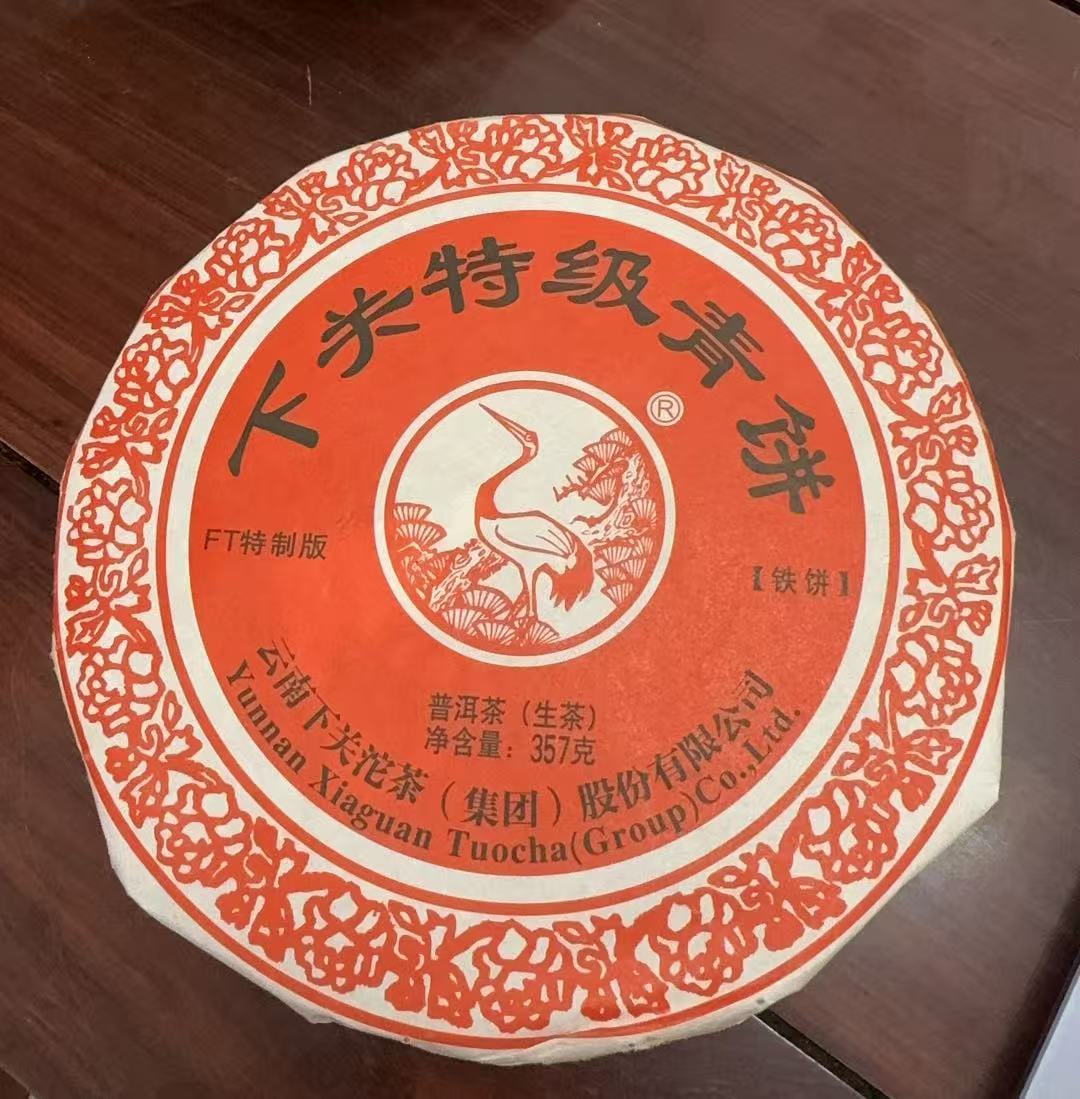 下关特级青饼
®
FT特制版
【铁饼】
普洱茶（生茶）
净含量：357克
云南下关沱茶（集团）股份有限公司
Yunnan Xiaguan Tuocha(Group)Co.,Ltd.